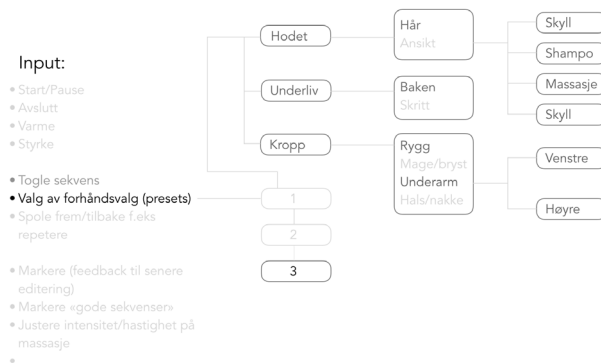 Input:
• Start/Pause
• Avslutt
• Varme
• Styrke
• Togle sekvens
• Valg av forhåndsvalg (presets)
• Spole frem/tilbake f.eks
repetere
• Markere (feedback til senere
editering)
• Markere «gode sekvenser»
• Justere intensitet/hastighet på
massasje
•
Hodet
Underliv
Kropp
1
2
3
Hår
Ansikt
Baken
Skritt
Rygg
Mage/bryst
Underarm
Hals/nakke
Skyll
Shampo
Massasje
Skyll
Venstre
Høyre